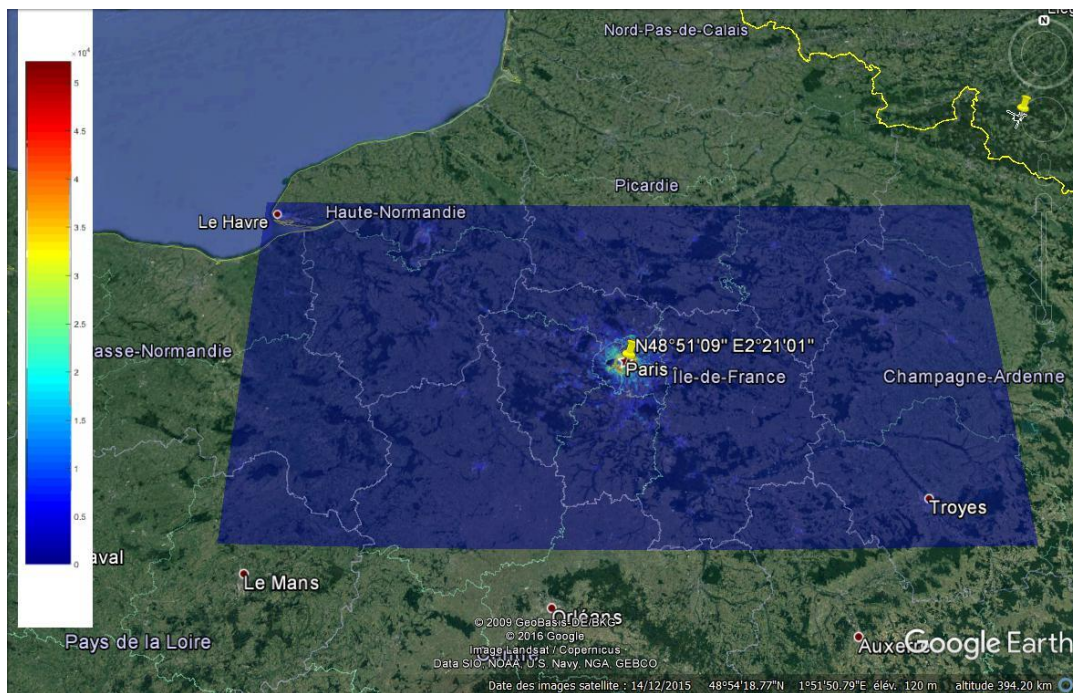 Nord-Pas-de-Calais
N
× 10⁴
5
4.5
4
3.5
3
2.5
2
1.5
1
0.5
0
Picardie
Le Havre
Haute-Normandie
asse-Normandie
N48°51'09" E2°21'01"
Paris
Île-de-France
Champagne-Ardenne
Troyes
aval
Le Mans
Orléans
© 2009 GeoBasis-DE/BKG
© 2016 Google
Image Landsat / Copernicus
Data SIO, NOAA, U.S. Navy, NGA, GEBCO
Pays de la Loire
Centre
Auxerre
Google Earth
Date des images satellite : 14/12/2015 48°54'18.77"N 1°51'50.79"E élév. 120 m altitude 394.20 km